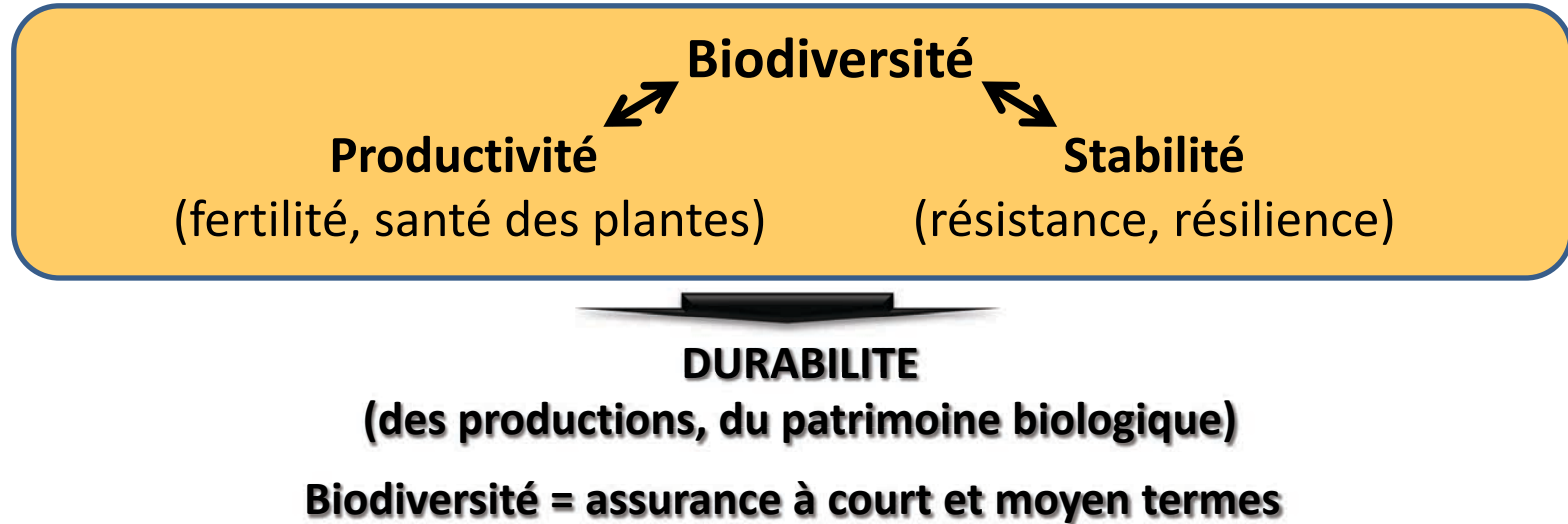 Biodiversité
Productivité
Stabilité
(fertilité, santé des plantes)
(résistance, résilience)
DURABILITE
(des productions, du patrimoine biologique)
Biodiversité = assurance à court et moyen termes